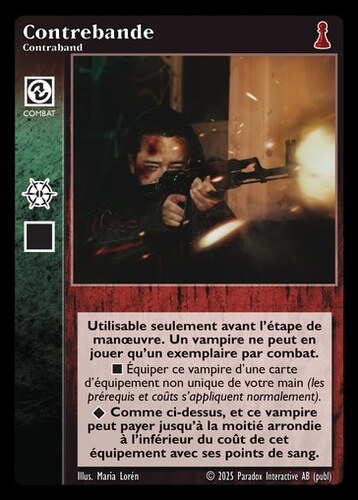 Contrebande
Contraband
COMBAT
Utilisable seulement avant l'étape de
manœuvre. Un vampire ne peut en
jouer qu'un exemplaire par combat.
Équiper ce vampire d'une carte
d'équipement non unique de votre main (les
prérequis et coûts s'appliquent normalement).
Comme ci-dessus, et ce vampire
peut payer jusqu'à la moitié arrondie
à l'inférieur du coût de cet
équipement avec ses points de sang.
Illus. Maria Lorén © 2025 Paradox Interactive AB (publ)